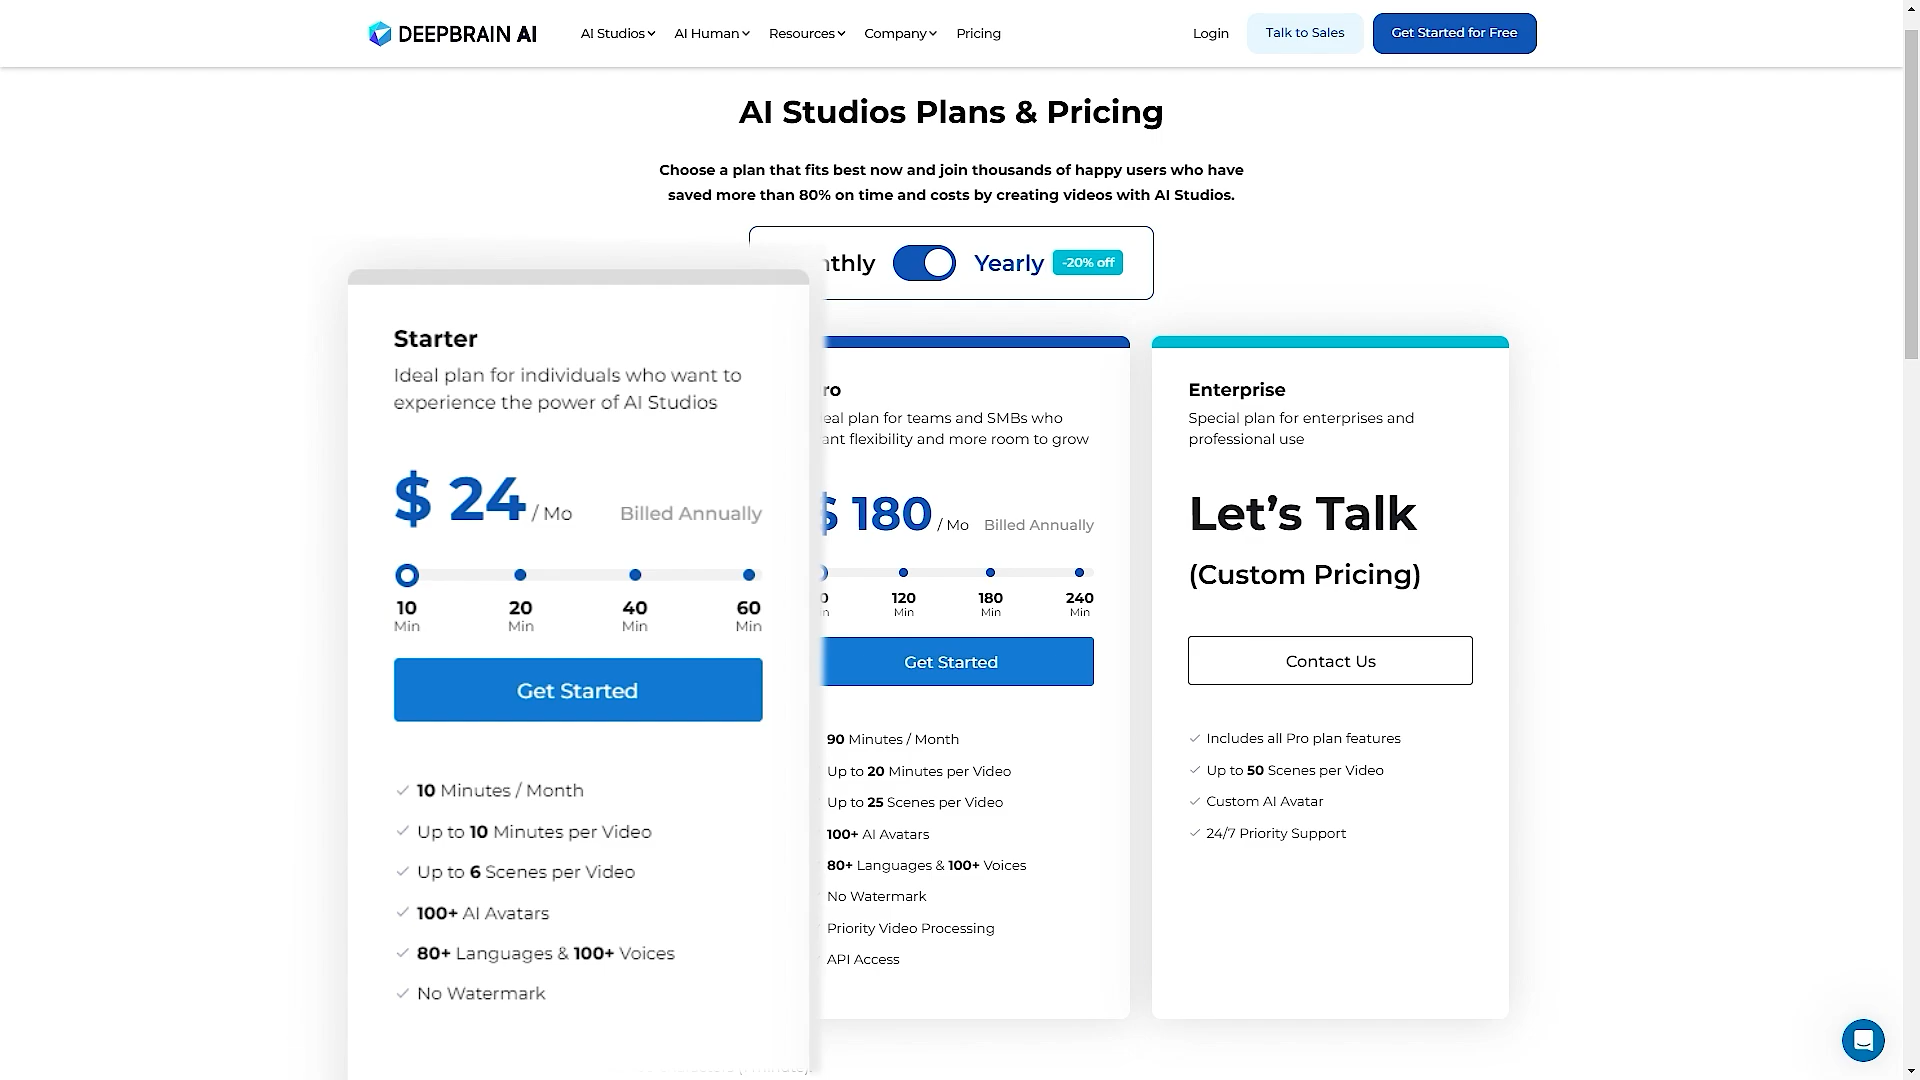 DEEPBRAIN AI
AI Studios
AI Human
Resources
Company
Pricing
Login
Talk to Sales
Get Started for Free
AI Studios Plans & Pricing
Choose a plan that fits best now and join thousands of happy users who have
saved more than 80% on time and costs by creating videos with AI Studios.
nthly
Yearly
-20% off
Starter
Ideal plan for individuals who want to
experience the power of AI Studios
$ 24 / Mo Billed Annually
10 20 40 60
Min Min Min Min
Get Started
10 Minutes / Month
Up to 10 Minutes per Video
Up to 6 Scenes per Video
100+ AI Avatars
80+ Languages & 100+ Voices
No Watermark
ro
eal plan for teams and SMBs who
ant flexibility and more room to grow
$ 180 / Mo Billed Annually
0 120 180 240
n Min Min Min
Get Started
90 Minutes / Month
Up to 20 Minutes per Video
Up to 25 Scenes per Video
100+ AI Avatars
80+ Languages & 100+ Voices
No Watermark
Priority Video Processing
API Access
Enterprise
Special plan for enterprises and
professional use
Let’s Talk
(Custom Pricing)
Contact Us
Includes all Pro plan features
Up to 50 Scenes per Video
Custom AI Avatar
24/7 Priority Support